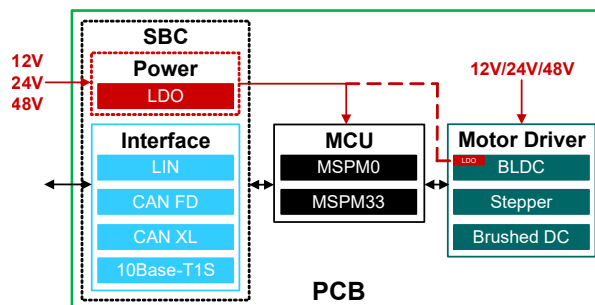 SBC
12V
24V
48V
Power
LDO
12V/24V/48V
Interface
LIN
CAN FD
CAN XL
10Base-T1S
MCU
MSPM0
MSPM33
Motor Driver
LDO
BLDC
Stepper
Brushed DC
PCB